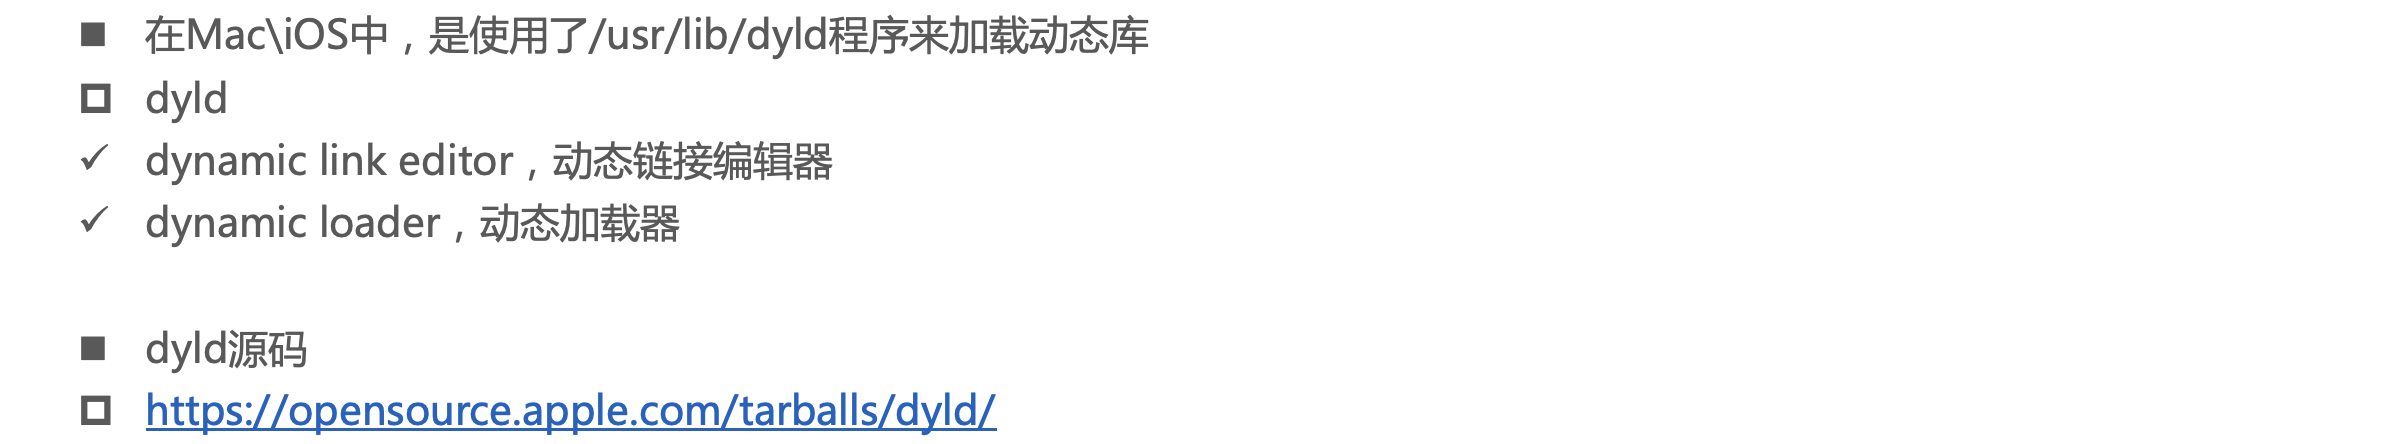 在Mac\iOS中，是使用了/usr/lib/dyld程序来加载动态库
dyld
dynamic link editor，动态链接编辑器
dynamic loader，动态加载器
dyld源码
https://opensource.apple.com/tarballs/dyld/